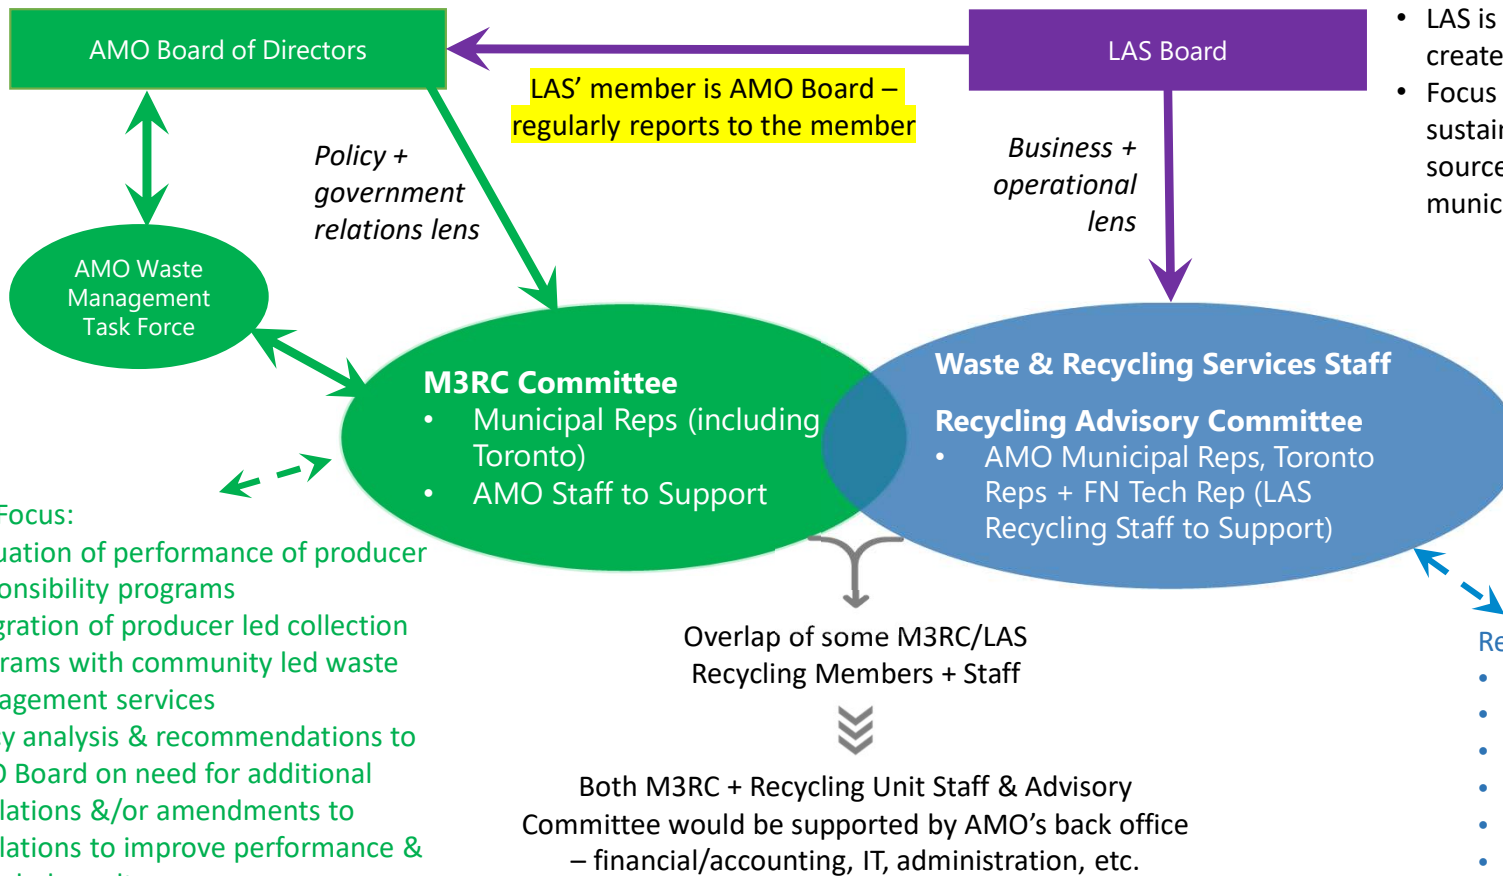 AMO Board of Directors
LAS Board
LAS’ member is AMO Board –
regularly reports to the member
• LAS is
create
• Focus
sustain
source
munic
Policy +
government
relations lens
Business +
operational
lens
AMO Waste
Management
Task Force
M3RC Committee
• Municipal Reps (including
Toronto)
• AMO Staff to Support
Waste & Recycling Services Staff
Recycling Advisory Committee
• AMO Municipal Reps, Toronto
Reps + FN Tech Rep (LAS
Recycling Staff to Support)
Focus:
uation of performance of producer
onsibility programs
gration of producer led collection
rams with community led waste
agement services
cy analysis & recommendations to
O Board on need for additional
lations &/or amendments to
lations to improve performance &
Overlap of some M3RC/LAS
Recycling Members + Staff
Both M3RC + Recycling Unit Staff & Advisory
Committee would be supported by AMO’s back office
– financial/accounting, IT, administration, etc.
Re
•
•
•
•
•
•